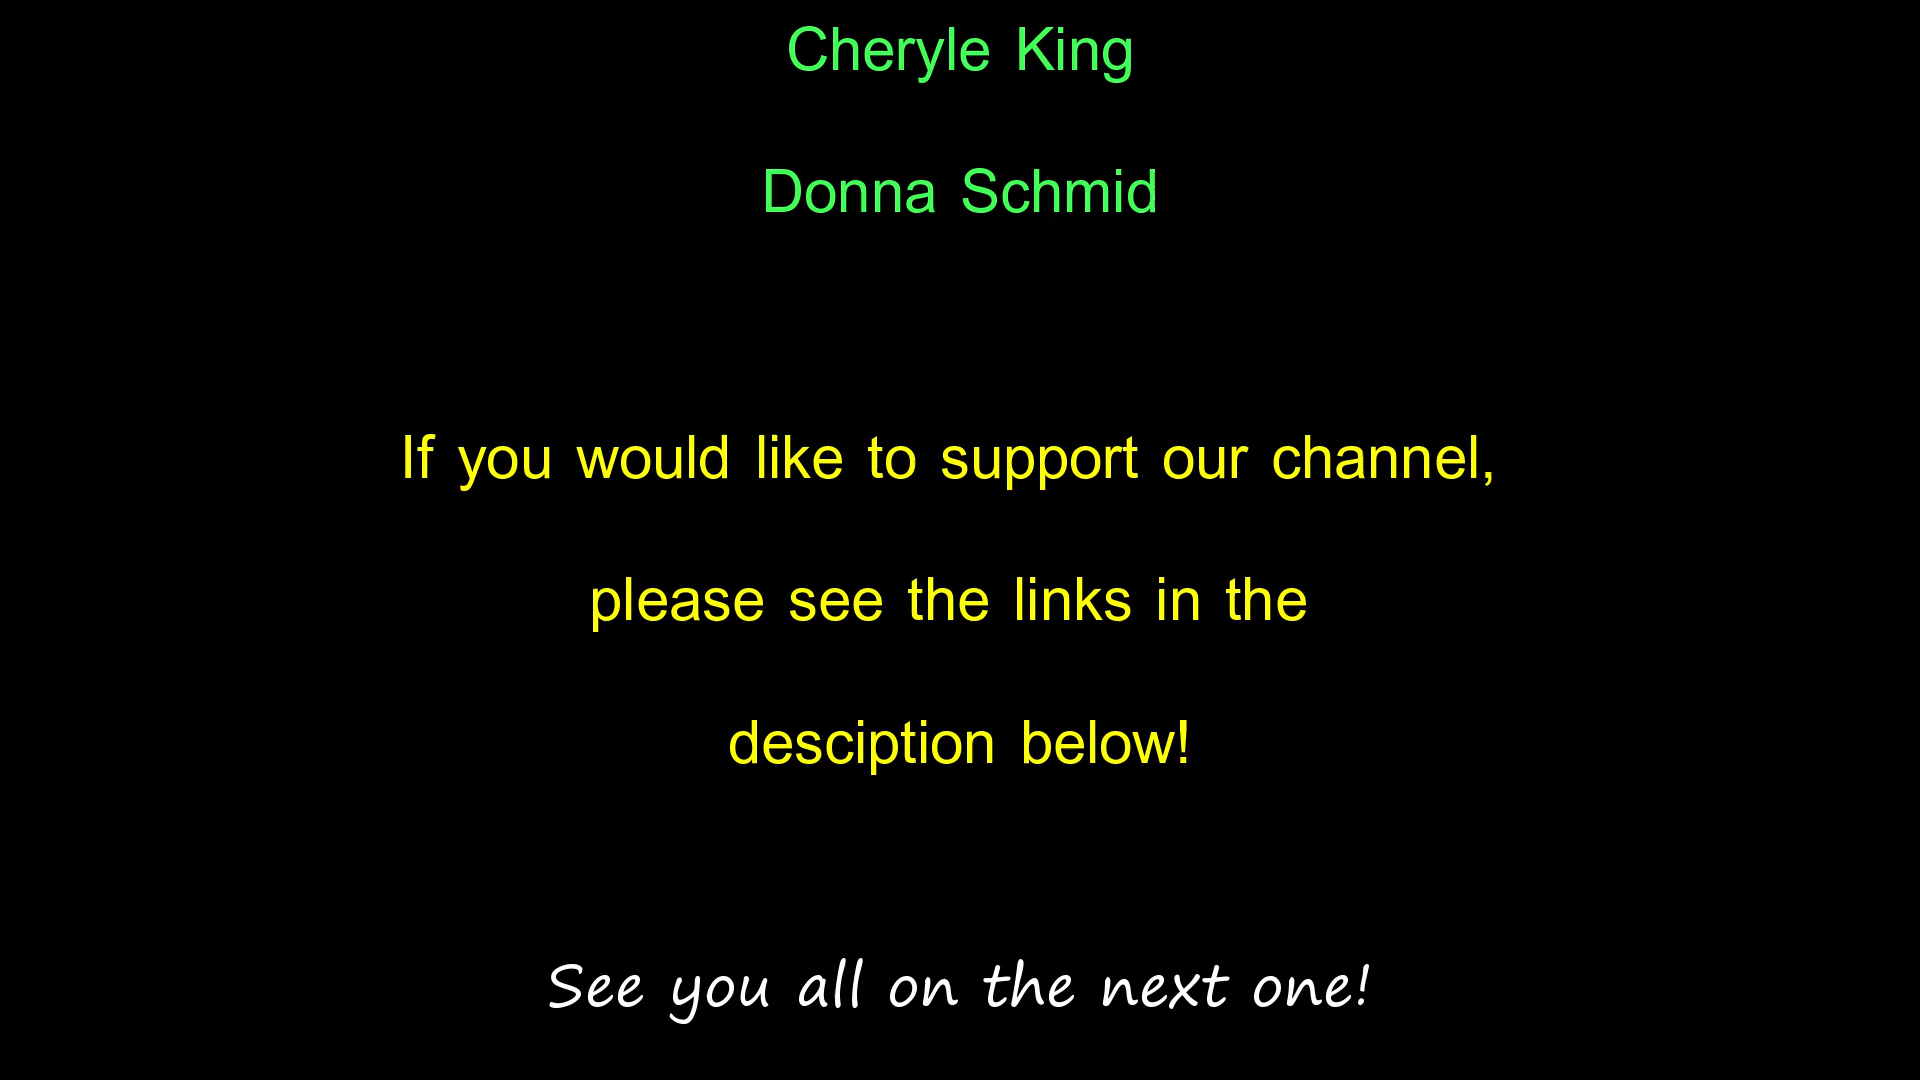 Cheryle King
Donna Schmid
If you would like to support our channel,
please see the links in the
desciption below!
See you all on the next one!